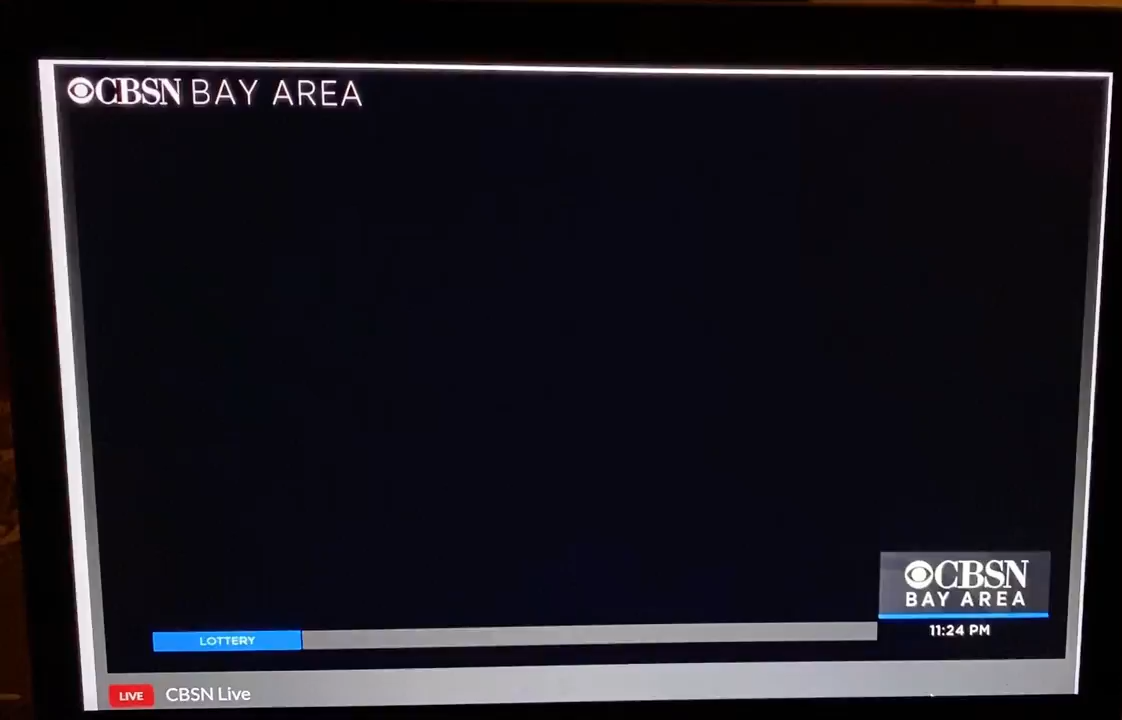 CBSN BAY AREA
CBSN
BAY AREA
11:24 PM
LOTTERY
LIVE CBSN Live